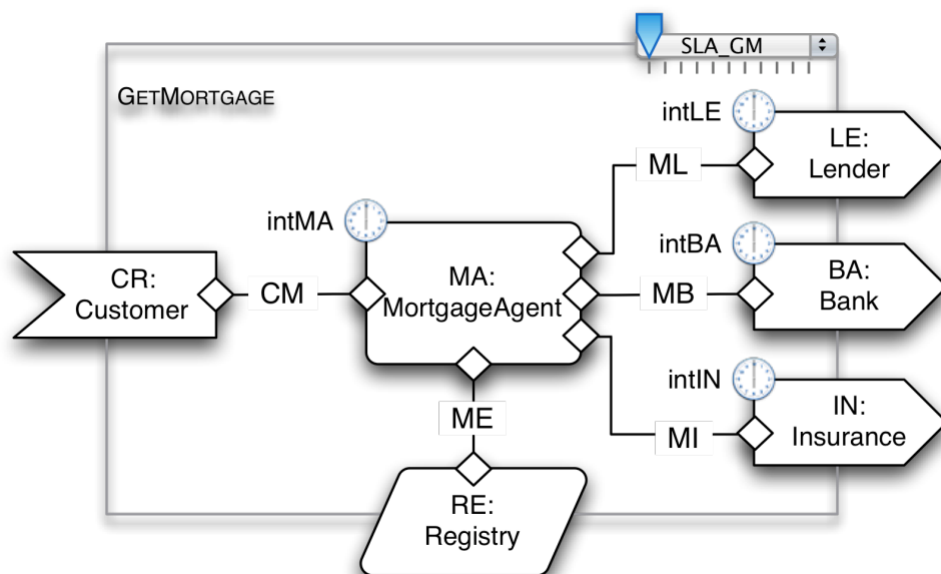 SLA_GM
GETMORTGAGE
intLE
LE:
Lender
ML
intMA
intBA
BA:
Bank
MB
CR:
Customer
CM
MA:
MortgageAgent
intIN
IN:
Insurance
MI
ME
RE:
Registry